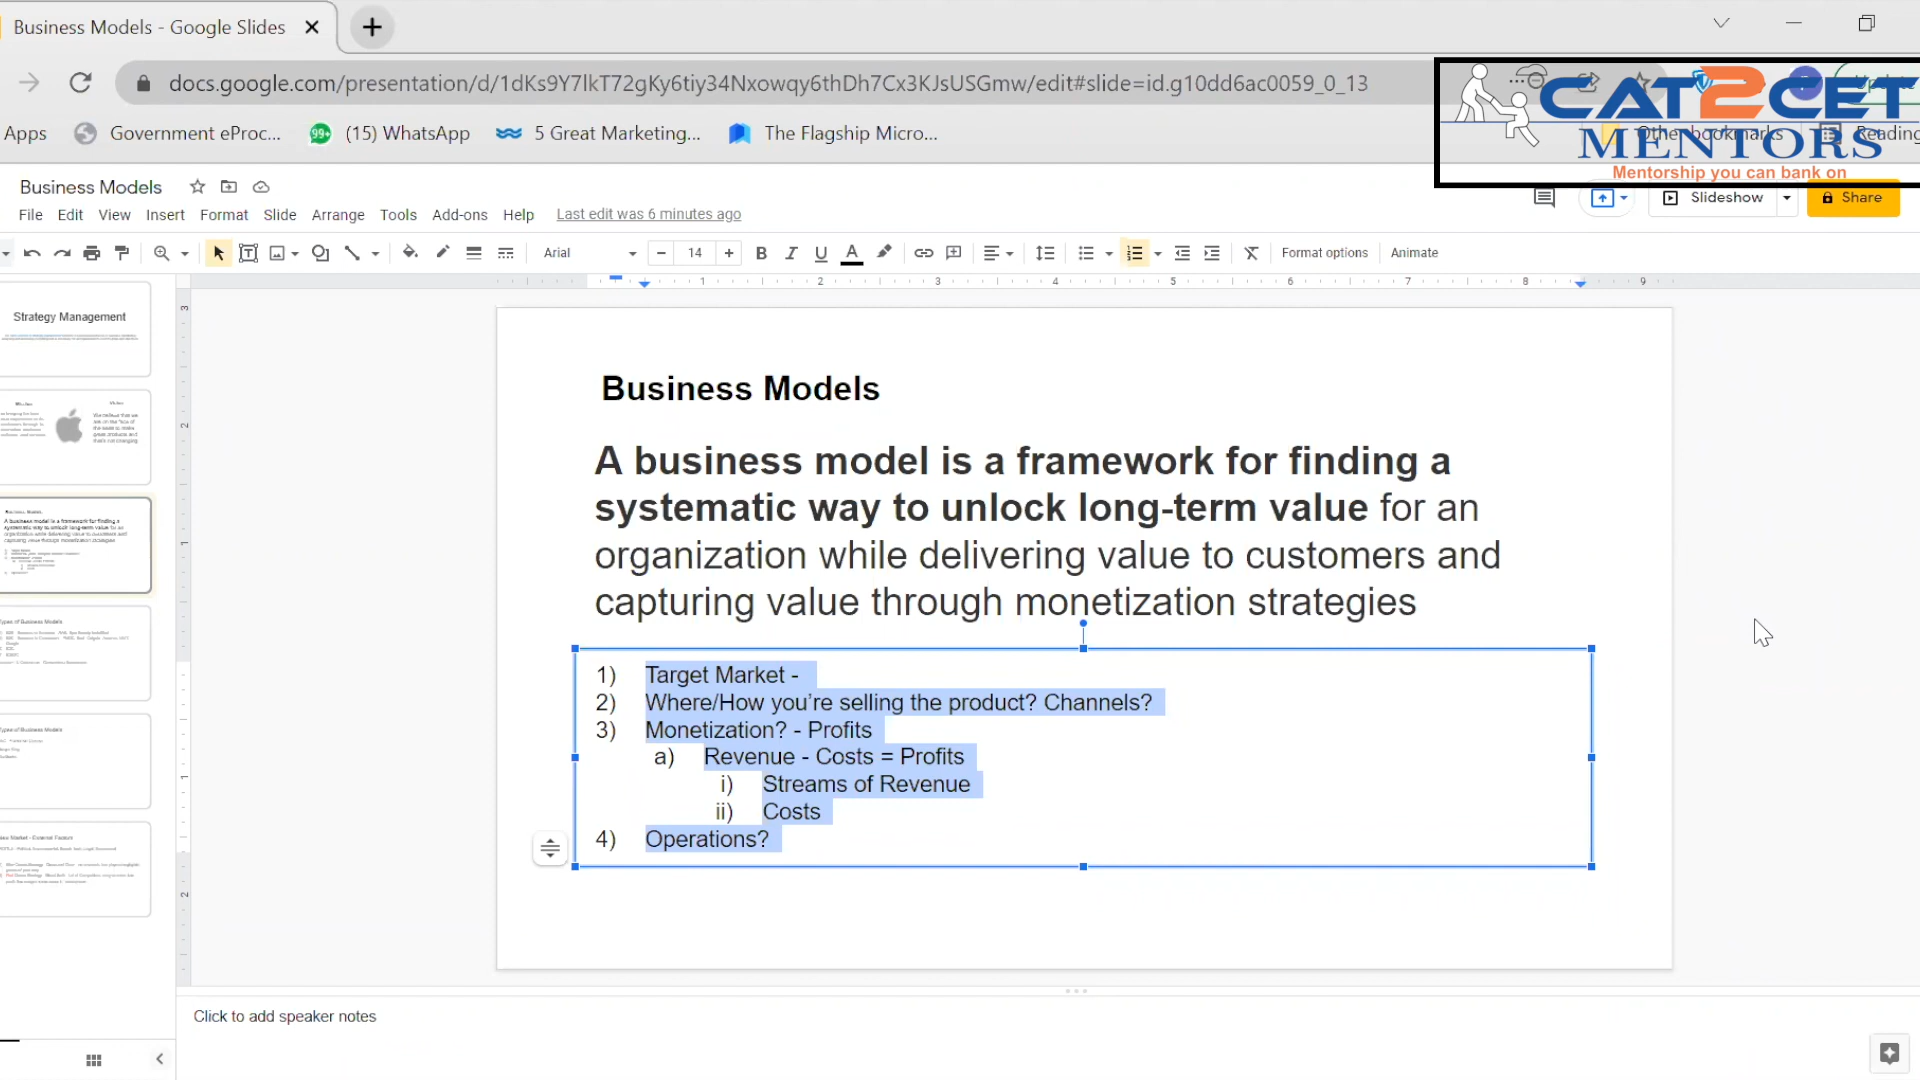 Business Models - Google Slides
docs.google.com/presentation/d/1dKs9Y7lkT72gKy6tiy34Nxowqy6thDh7Cx3KJsUSGmw/edit#slide=id.g10dd6ac0059_0_13
Apps Government eProc... (15) WhatsApp 5 Great Marketing... The Flagship Micro... Other bookmarks Reading
CAT2CET
MENTORS
Mentorship you can bank on
Business Models
File Edit View Insert Format Slide Arrange Tools Add-ons Help Last edit was 6 minutes ago
Slideshow Share
Arial 14 Format options Animate
Strategy Management
Business Models
A business model is a framework for finding a
systematic way to unlock long-term value for an
organization while delivering value to customers and
capturing value through monetization strategies
1) Target Market -
2) Where/How you’re selling the product? Channels?
3) Monetization? - Profits
a) Revenue - Costs = Profits
i) Streams of Revenue
ii) Costs
4) Operations?
Click to add speaker notes